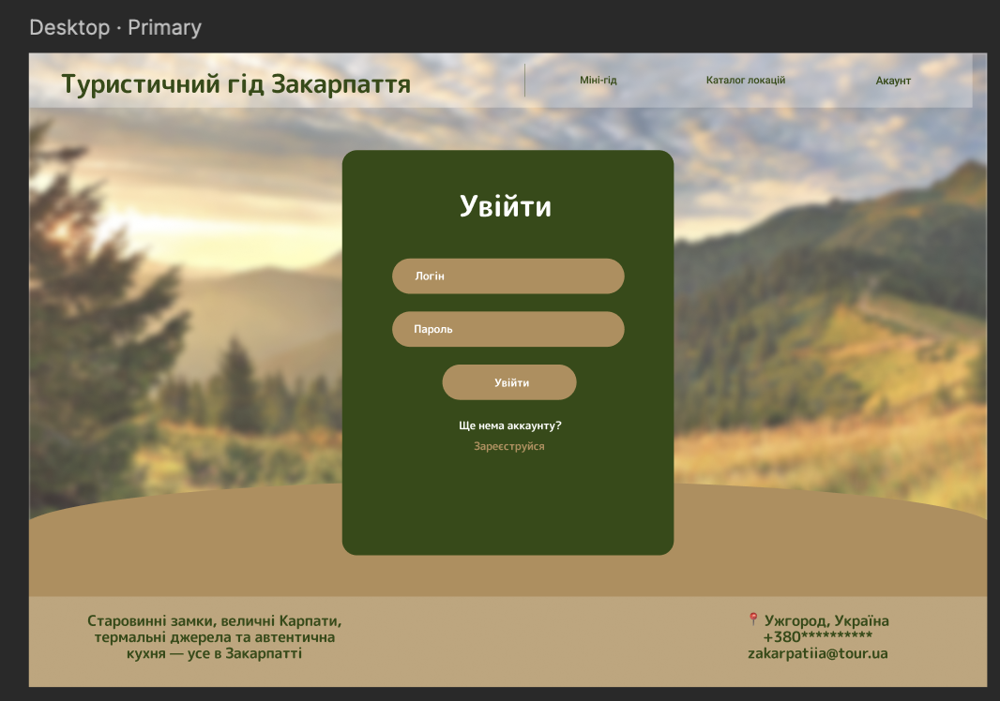 Desktop · Primary
Туристичний гід Закарпаття
Міні-гід
Каталог локацій
Акаунт
Увійти
Логін
Пароль
Увійти
Ще нема аккаунту?
Зареєструйся
Старовинні замки, величні Карпати,
термальні джерела та автентична
кухня — усе в Закарпатті
📍 Ужгород, Україна
+380**********
zakarpatiia@tour.ua